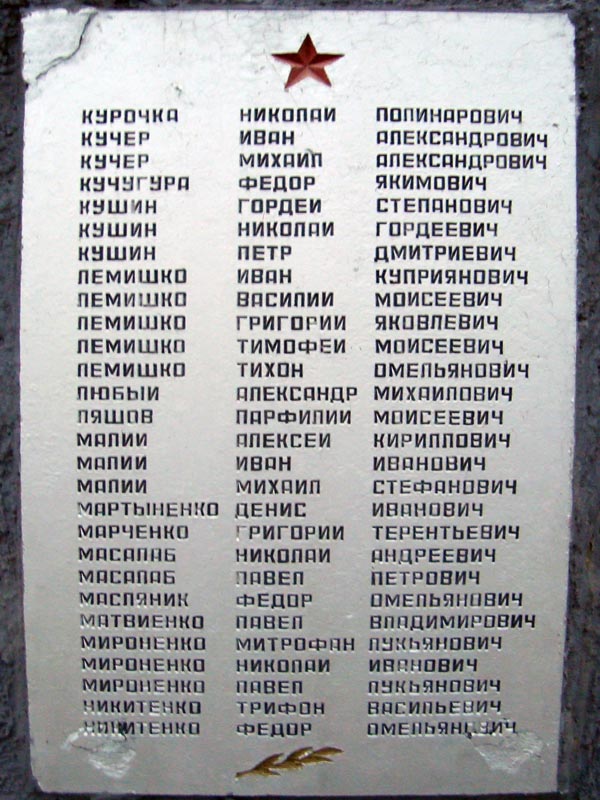 КУРОЧКА НИКОЛАИ ПОЛИНАРОВИЧ
КУЧЕР ИВАН АЛЕКСАНДРОВИЧ
КУЧЕР МИХАИЛ АЛЕКСАНДРОВИЧ
КУЧУГУРА ФЕДОР ЯКИМОВИЧ
КУШИН ГОРДЕИ СТЕПАНОВИЧ
КУШИН НИКОЛАИ ГОРДЕЕВИЧ
КУШИН ПЕТР ДМИТРИЕВИЧ
ЛЕМИШКО ИВАН КУПРИЯНОВИЧ
ЛЕМИШКО ВАСИЛИИ МОИСЕЕВИЧ
ЛЕМИШКО ГРИГОРИИ ЯКОВЛЕВИЧ
ЛЕМИШКО ТИМОФЕИ МОИСЕЕВИЧ
ЛЕМИШКО ТИХОН ОМЕЛЬЯНОВИЧ
ЛЮБЫИ АЛЕКСАНДР МИХАИЛОВИЧ
ЛЯШОВ ПАРФИЛИИ МОИСЕЕВИЧ
МАЛИИ АЛЕКСЕИ КИРИЛЛОВИЧ
МАЛИИ ИВАН ИВАНОВИЧ
МАЛИИ МИХАИЛ СТЕФАНОВИЧ
МАРТЫНЕНКО ДЕНИС ИВАНОВИЧ
МАРЧЕНКО ГРИГОРИИ ТЕРЕНТЬЕВИЧ
МАСАЛАБ НИКОЛАИ АНДРЕЕВИЧ
МАСАЛАБ ПАВЕЛ ПЕТРОВИЧ
МАСЛЯНИК ФЕДОР ОМЕЛЬЯНОВИЧ
МАТВИЕНКО ПАВЕЛ ВЛАДИМИРОВИЧ
МИРОНЕНКО МИТРОФАН ЛУКЬЯНОВИЧ
МИРОНЕНКО НИКОЛАИ ИВАНОВИЧ
МИРОНЕНКО ПАВЕЛ ЛУКЬЯНОВИЧ
НИКИТЕНКО ТРИФОН ВАСИЛЬЕВИЧ
НИКИТЕНКО ФЕДОР ОМЕЛЬЯНОВИЧ